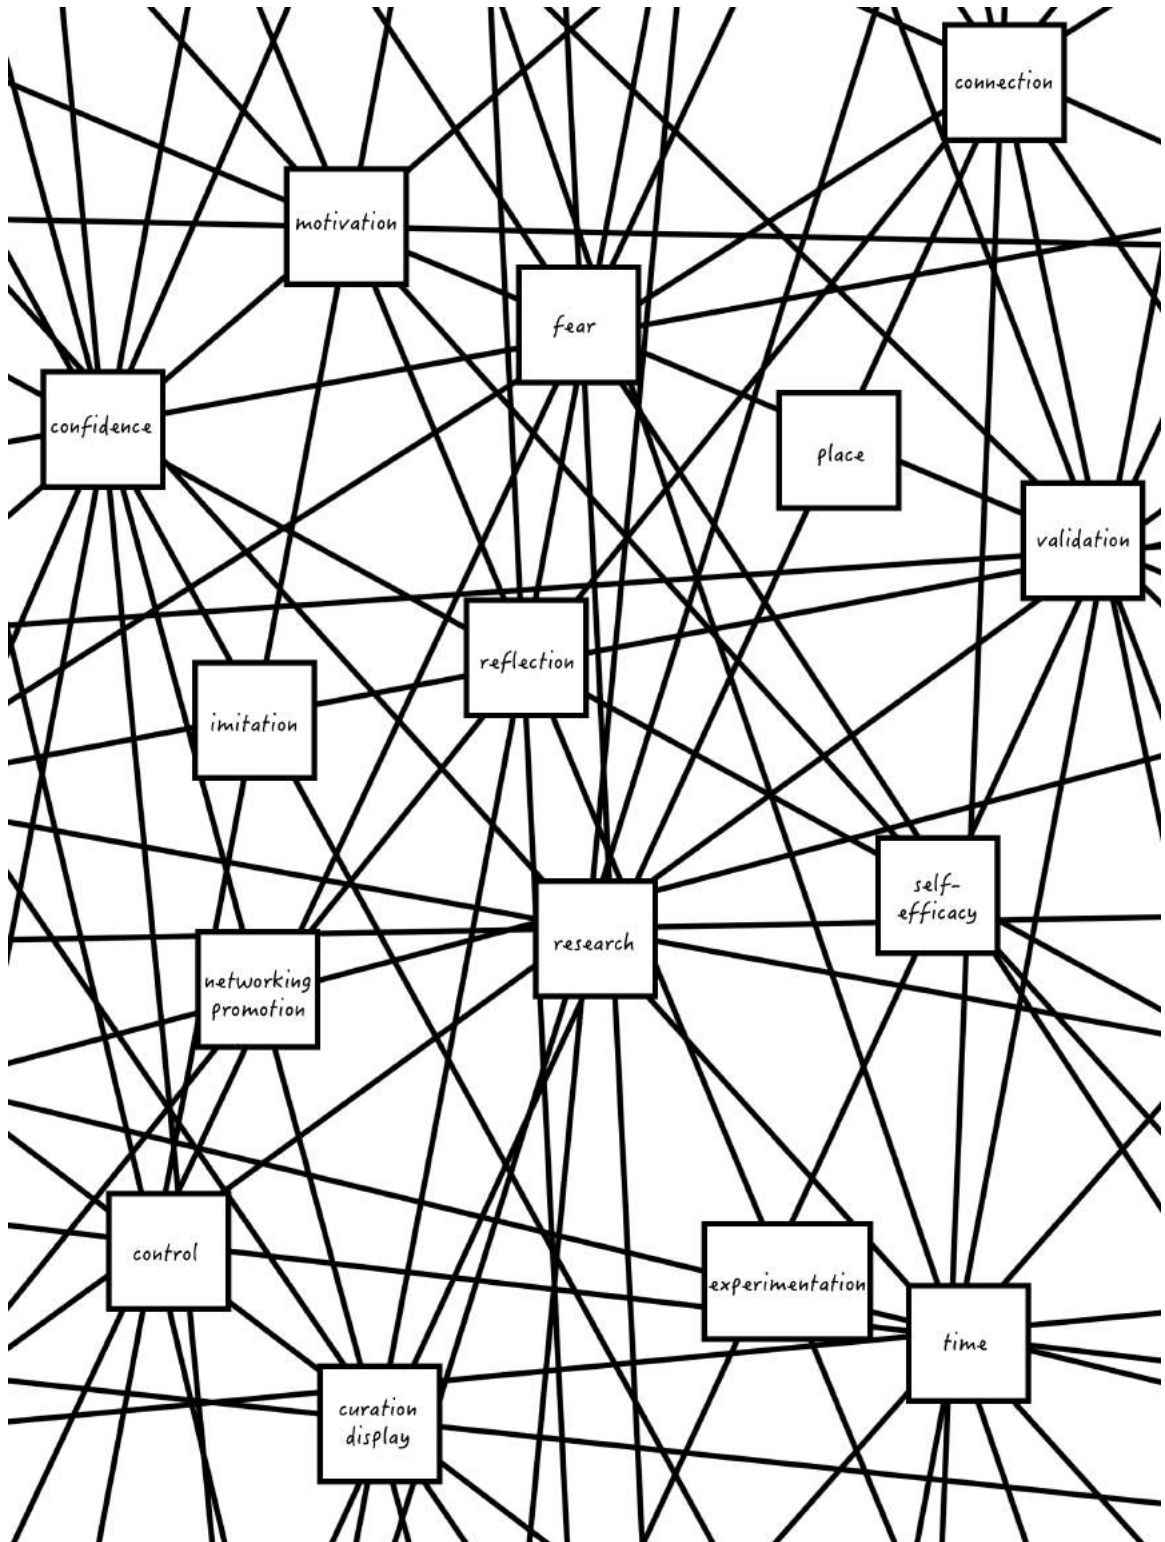 connection
motivation
fear
confidence
place
validation
reflection
imitation
self-
efficacy
research
networking
promotion
control
experimentation
time
curation
display